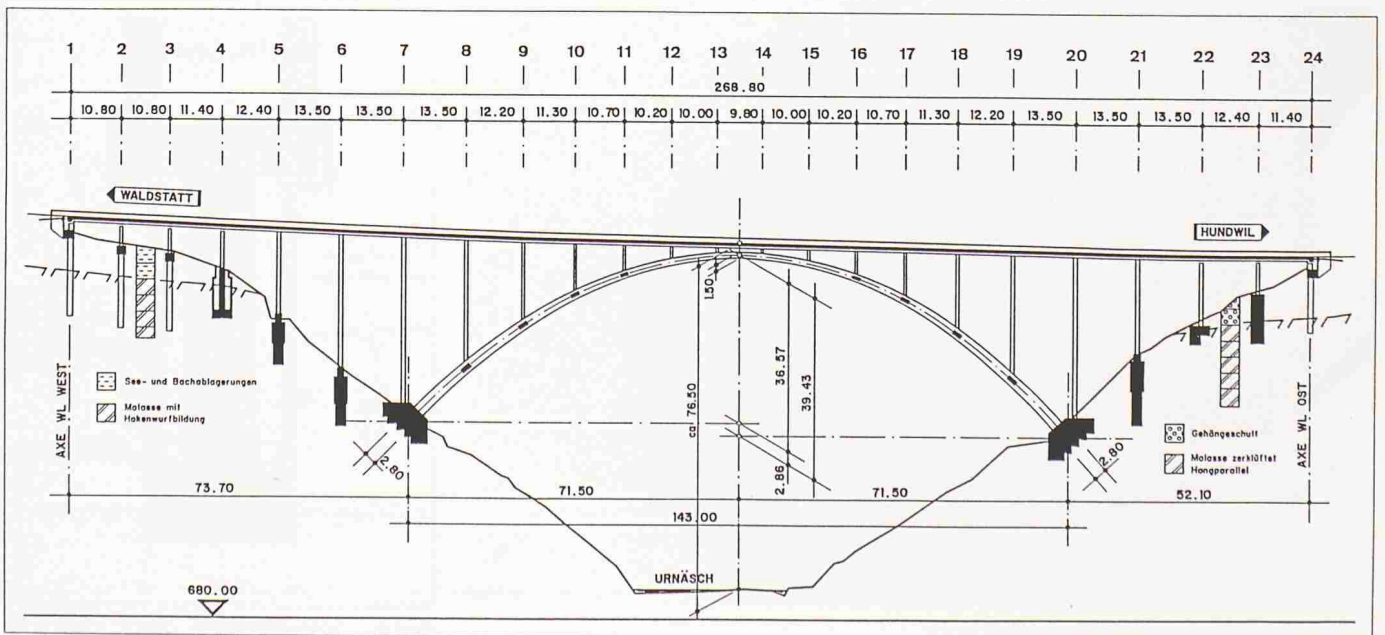 1 2 3 4 5 6 7 8 9 10 11 12 13 14 15 16 17 18 19 20 21 22 23 24
268.80
10.80 10.80 11.40 12.40 13.50 13.50 13.50 12.20 11.30 10.70 10.20 10.00 9.80 10.00 10.20 10.70 11.30 12.20 13.50 13.50 13.50 12.40 11.40
WALDSTATT
HUNDWIL
1.50
36.57
39.43
ca. 76.50
AXE WL WEST
See- und Bachablagerungen
Molasse mit
Hakenwurfbildung
Gehängeschutt
Molasse zerklüftet
Hangparallel
AXE WL OST
2.80
2.86
2.80
73.70 71.50 71.50 52.10
143.00
URNÄSCH
680.00